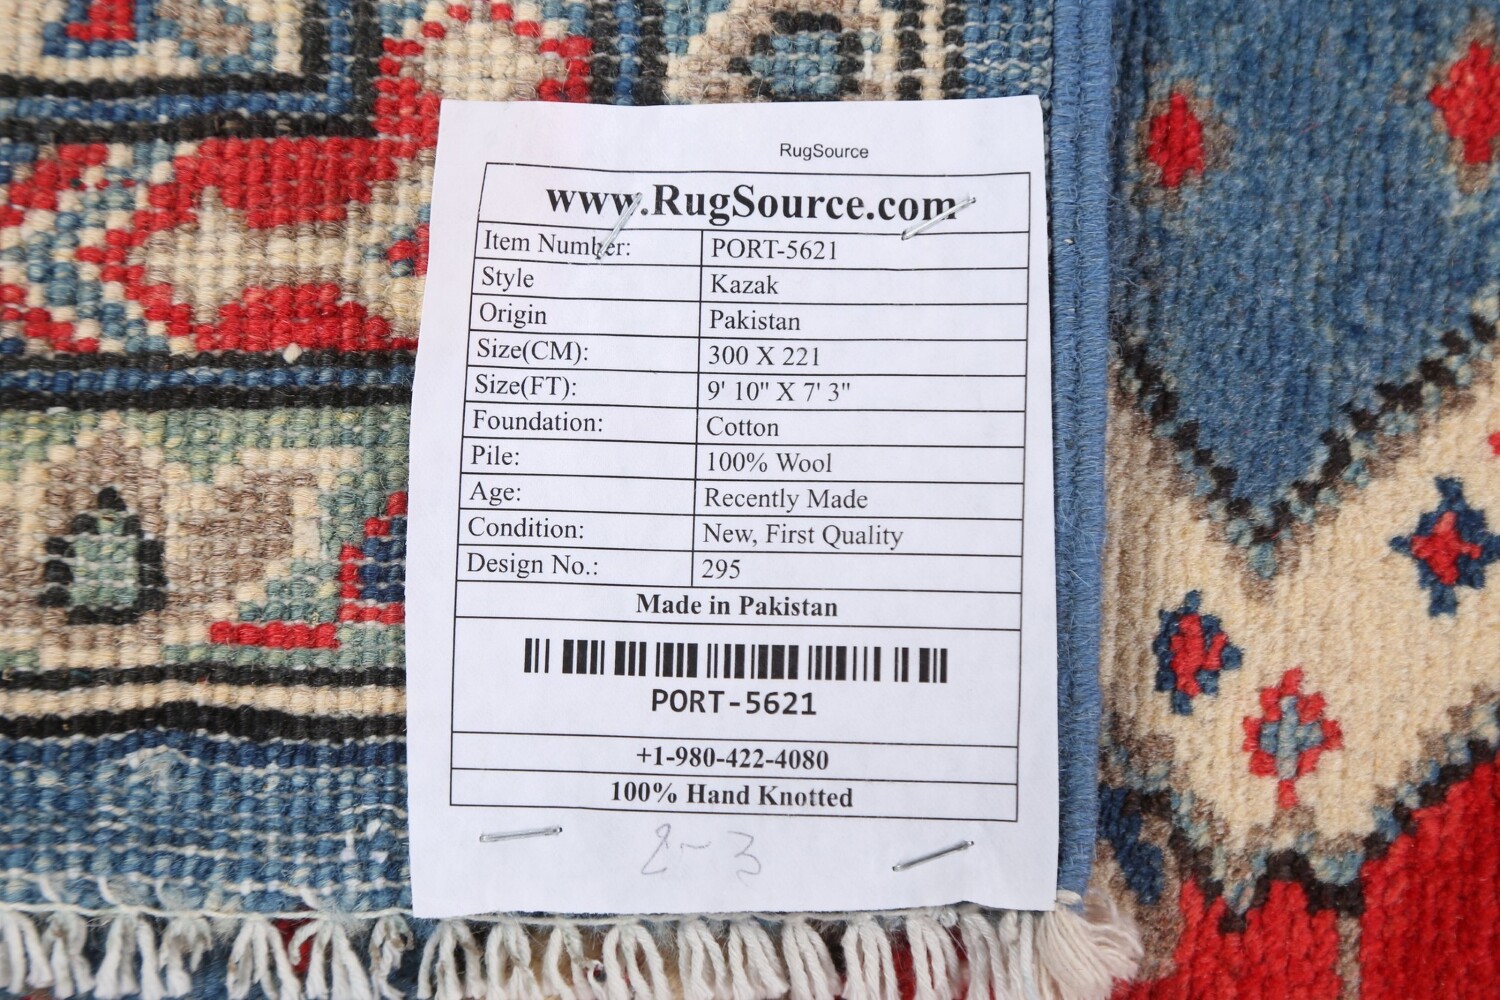 RugSource
www.RugSource.com
Item Number: PORT-5621
Style Kazak
Origin Pakistan
Size(CM): 300 X 221
Size(FT): 9' 10" X 7' 3"
Foundation: Cotton
Pile: 100% Wool
Age: Recently Made
Condition: New, First Quality
Design No.: 295
Made in Pakistan
PORT-5621
+1-980-422-4080
100% Hand Knotted
2-3